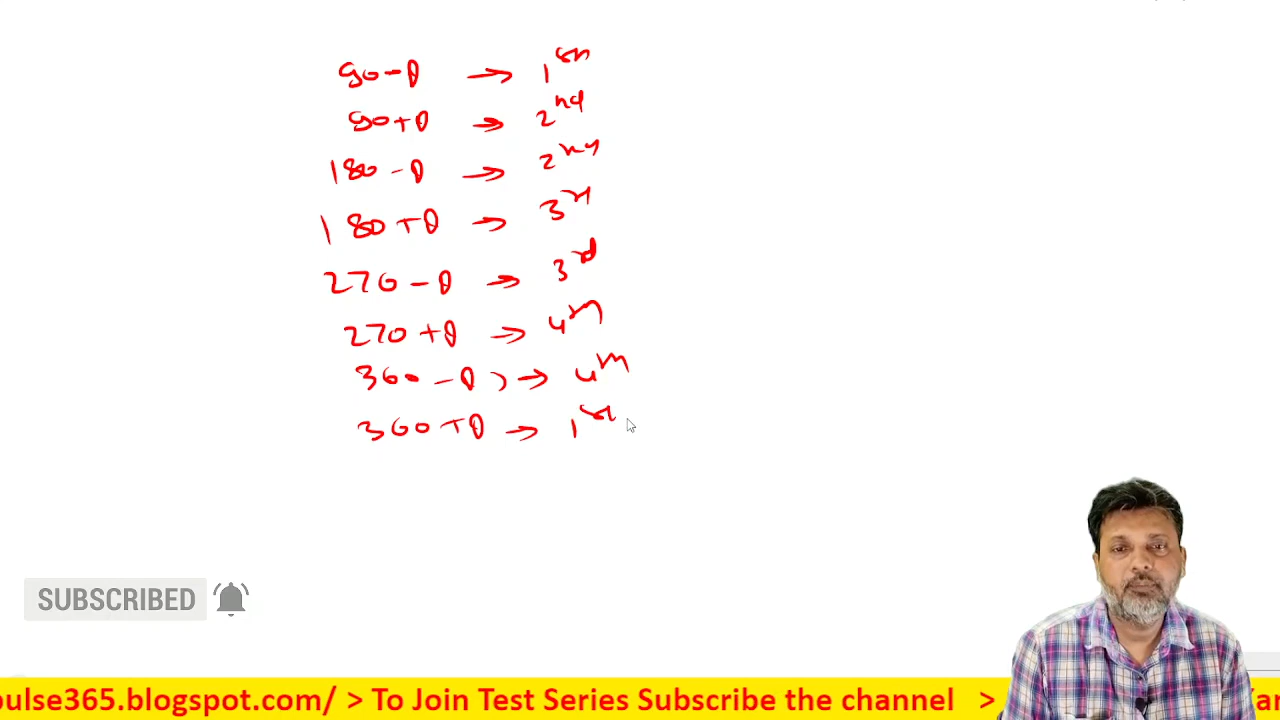 90-θ → 1st
90+θ → 2nd
180-θ → 2nd
180+θ → 3rd
270-θ → 3rd
270+θ → 4th
360-θ) → 4th
360+θ → 1st
SUBSCRIBED
pulse365.blogspot.com/ > To Join Test Series Subscribe the channel >